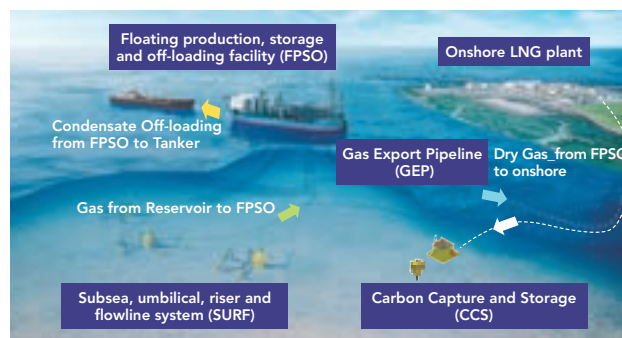 Floating production, storage
and off-loading facility (FPSO)
Onshore LNG plant
Condensate Off-loading
from FPSO to Tanker
Gas Export Pipeline
(GEP)
Dry Gas_from FPSO
to onshore
Gas from Reservoir to FPSO
Subsea, umbilical, riser and
flowline system (SURF)
Carbon Capture and Storage
(CCS)